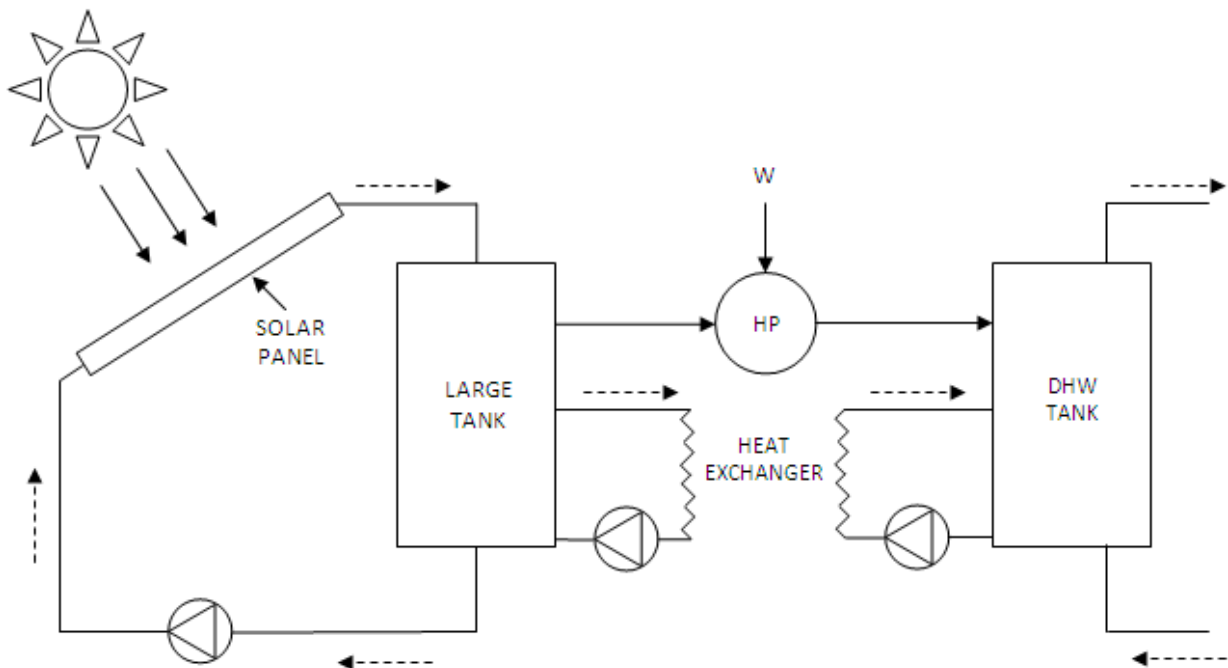 W
HP
SOLAR
PANEL
LARGE
TANK
DHW
TANK
HEAT
EXCHANGER